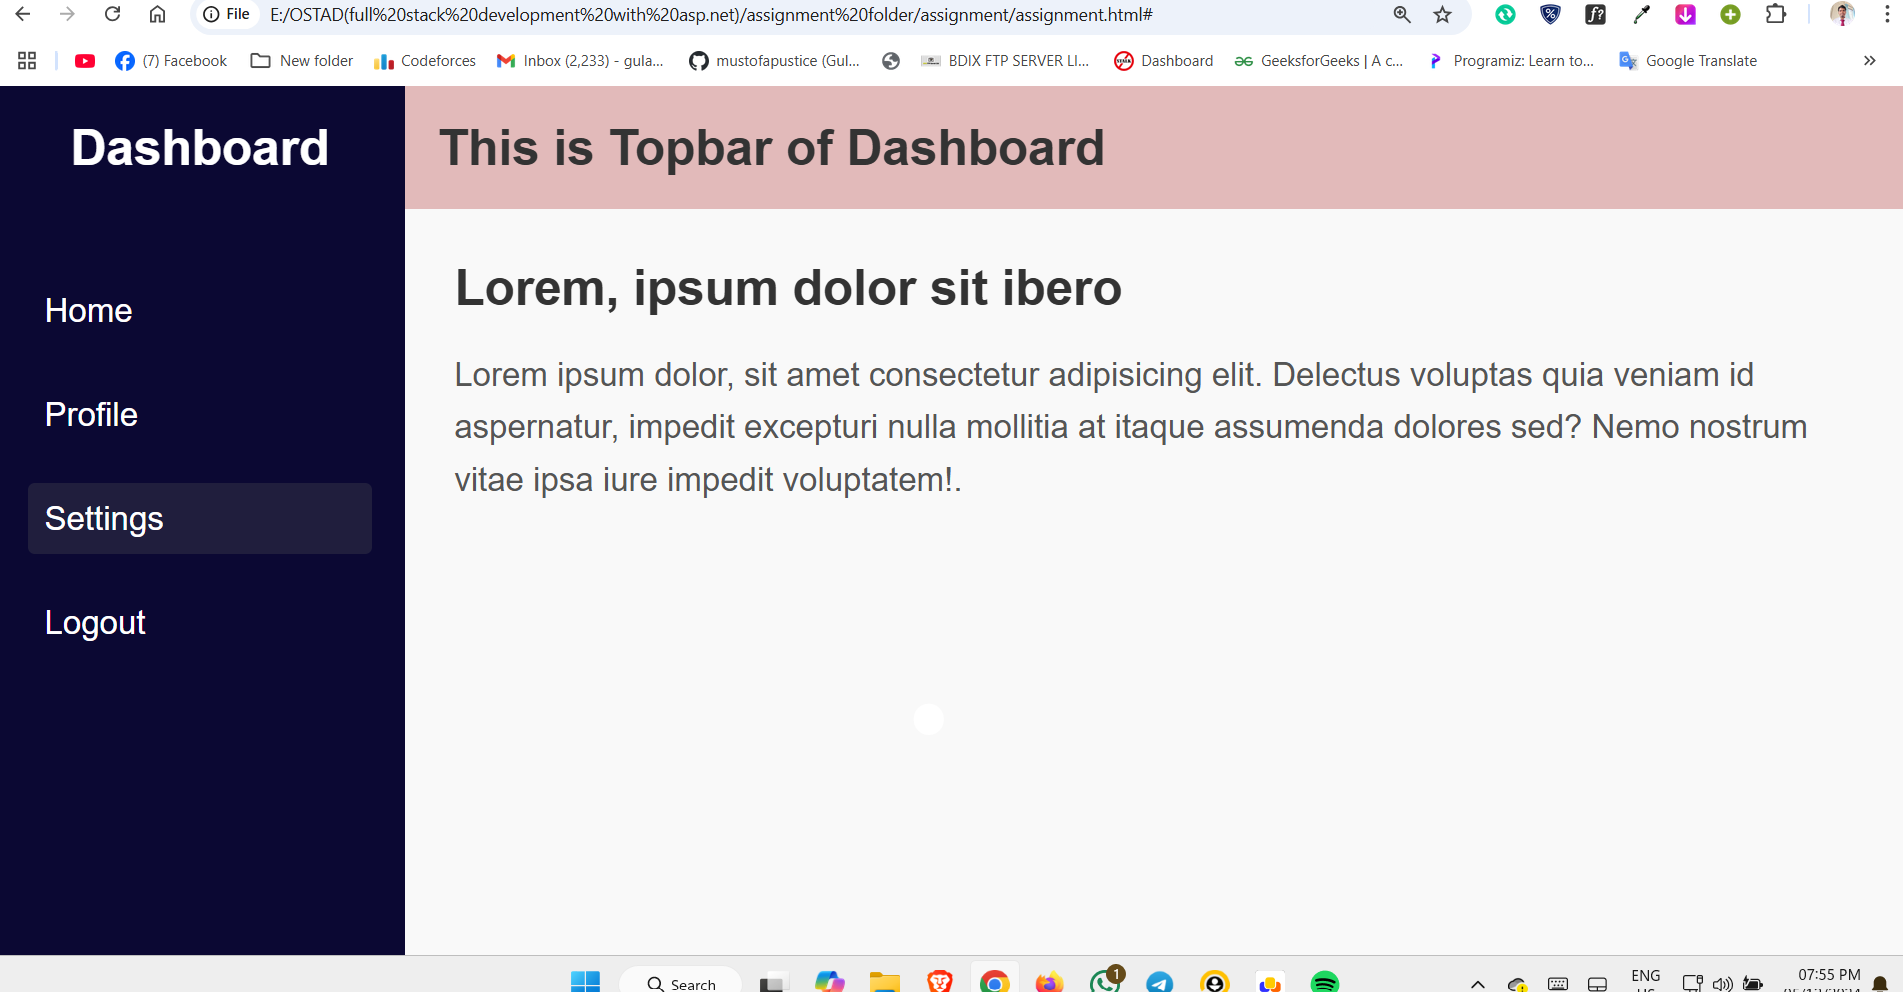 File E:/OSTAD(full%20stack%20development%20with%20asp.net)/assignment%20folder/assignment/assignment.html#
(7) Facebook New folder Codeforces Inbox (2,233) - gula... mustofapustice (Gul... BDIX FTP SERVER LI... Dashboard GeeksforGeeks | A c... Programiz: Learn to... Google Translate
Dashboard
This is Topbar of Dashboard
Home
Profile
Settings
Logout
Lorem, ipsum dolor sit ibero
Lorem ipsum dolor, sit amet consectetur adipisicing elit. Delectus voluptas quia veniam id
aspernatur, impedit excepturi nulla mollitia at itaque assumenda dolores sed? Nemo nostrum
vitae ipsa iure impedit voluptatem!.
Search
1
ENG
07:55 PM